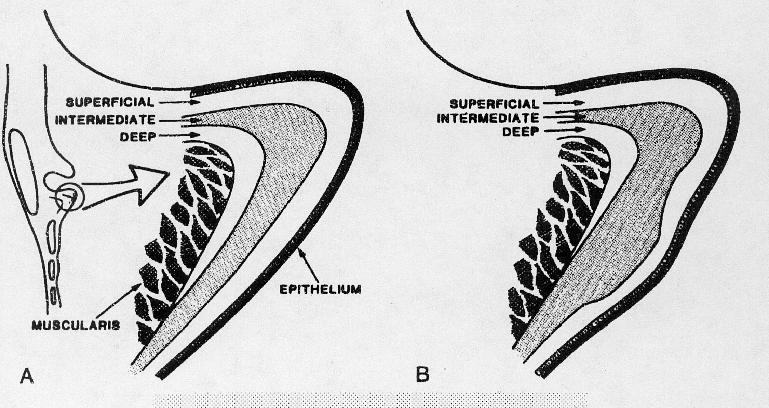 SUPERFICIAL
INTERMEDIATE
DEEP
EPITHELIUM
MUSCULARIS
A
SUPERFICIAL
INTERMEDIATE
DEEP
B